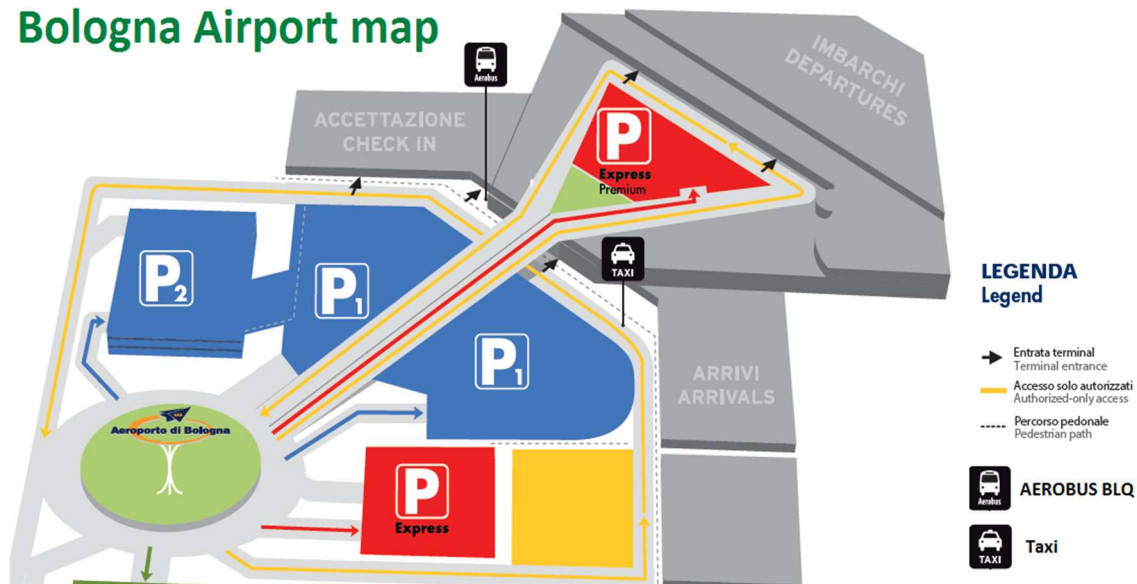 Bologna Airport map
Aerobus
IMBARCHI
DEPARTURES
ACCETTAZIONE
CHECK IN
P
Express
Premium
TAXI
P2
P1
P1
LEGENDA
Legend
Entrata terminal
Terminal entrance
Accesso solo autorizzati
Authorized-only access
Percorso pedonale
Pedestrian path
ARRIVI
ARRIVALS
Aeroporto di Bologna
P
Express
Aerobus
AEROBUS BLQ
TAXI
Taxi